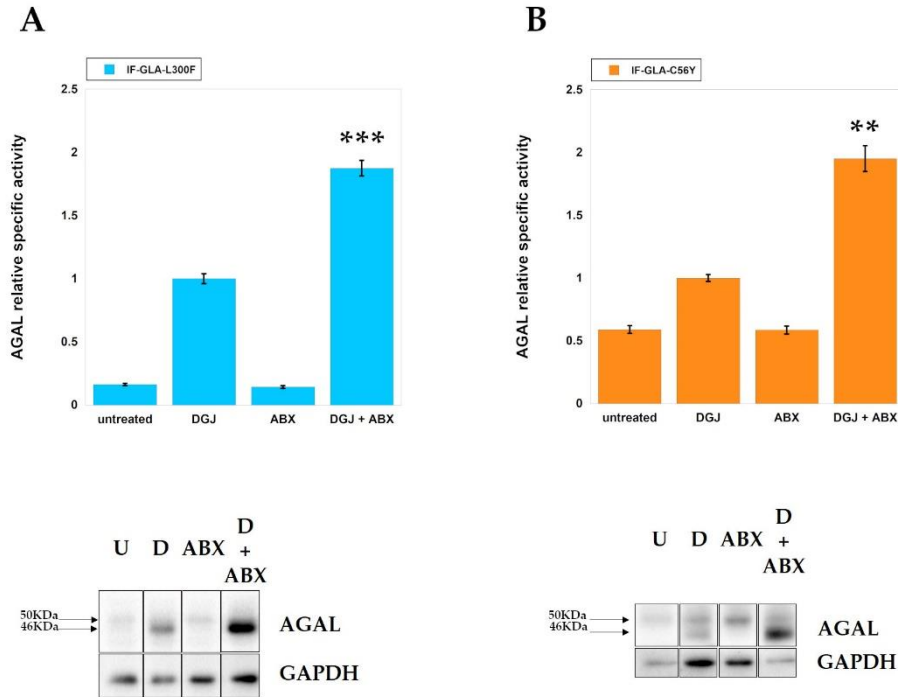 A
IF-GLA-L300F
AGAL relative specific activity
2.5
2
1.5
1
0.5
0
***
untreated DGJ ABX DGJ + ABX
U D ABX D + ABX
50KDa
46KDa
AGAL
GAPDH
B
IF-GLA-C56Y
AGAL relative specific activity
2.5
2
1.5
1
0.5
0
**
untreated DGJ ABX DGJ + ABX
U D ABX D + ABX
50KDa
46KDa
AGAL
GAPDH